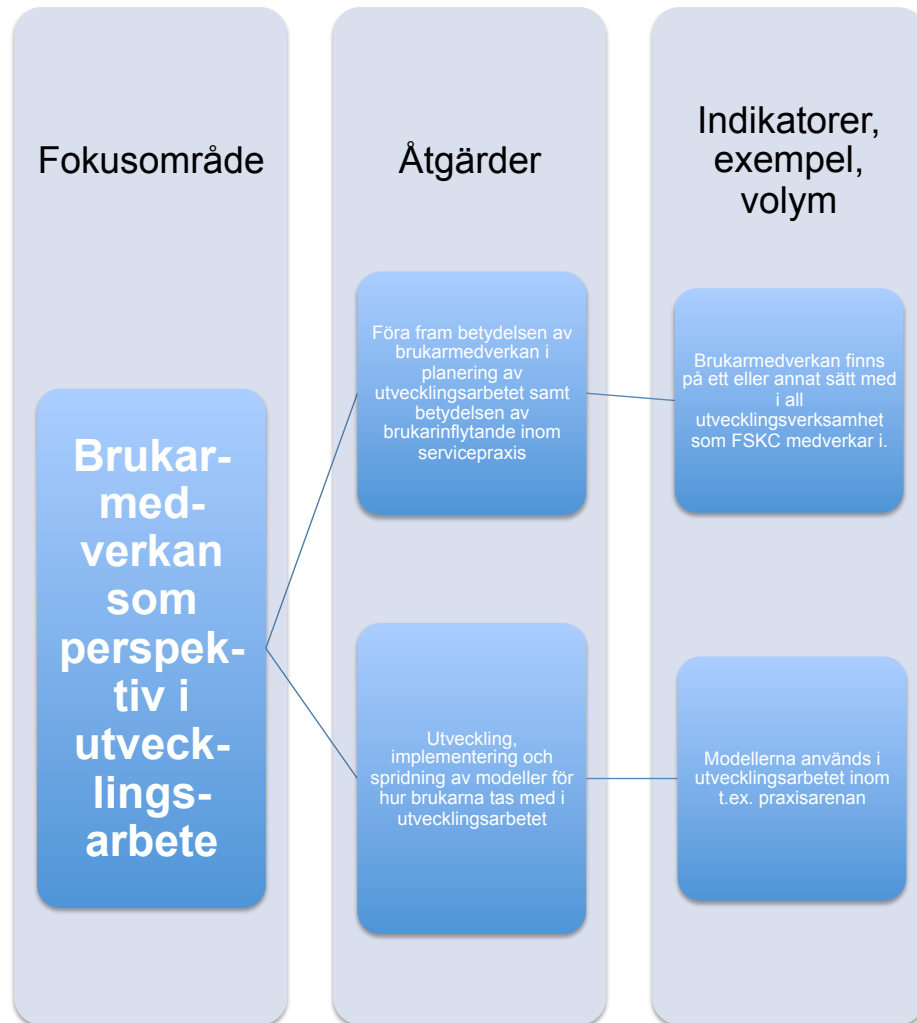 Fokusområde
Åtgärder
Indikatorer,
exempel,
volym
Brukar-
med-
verkan
som
perspek-
tiv i
utveck-
lings-
arbete
Föra fram betydelsen av
brukarmedverkan i
planering av
utvecklingsarbetet samt
betydelsen av
brukarinflytande inom
servicepraxis
Brukarmedverkan finns
på ett eller annat sätt med
i all
utvecklingsverksamhet
som FSKC medverkar i.
Utveckling,
implementering och
spridning av modeller för
hur brukarna tas med i
utvecklingsarbetet
Modellerna används i
utvecklingsarbetet inom
t.ex. praxisarenan